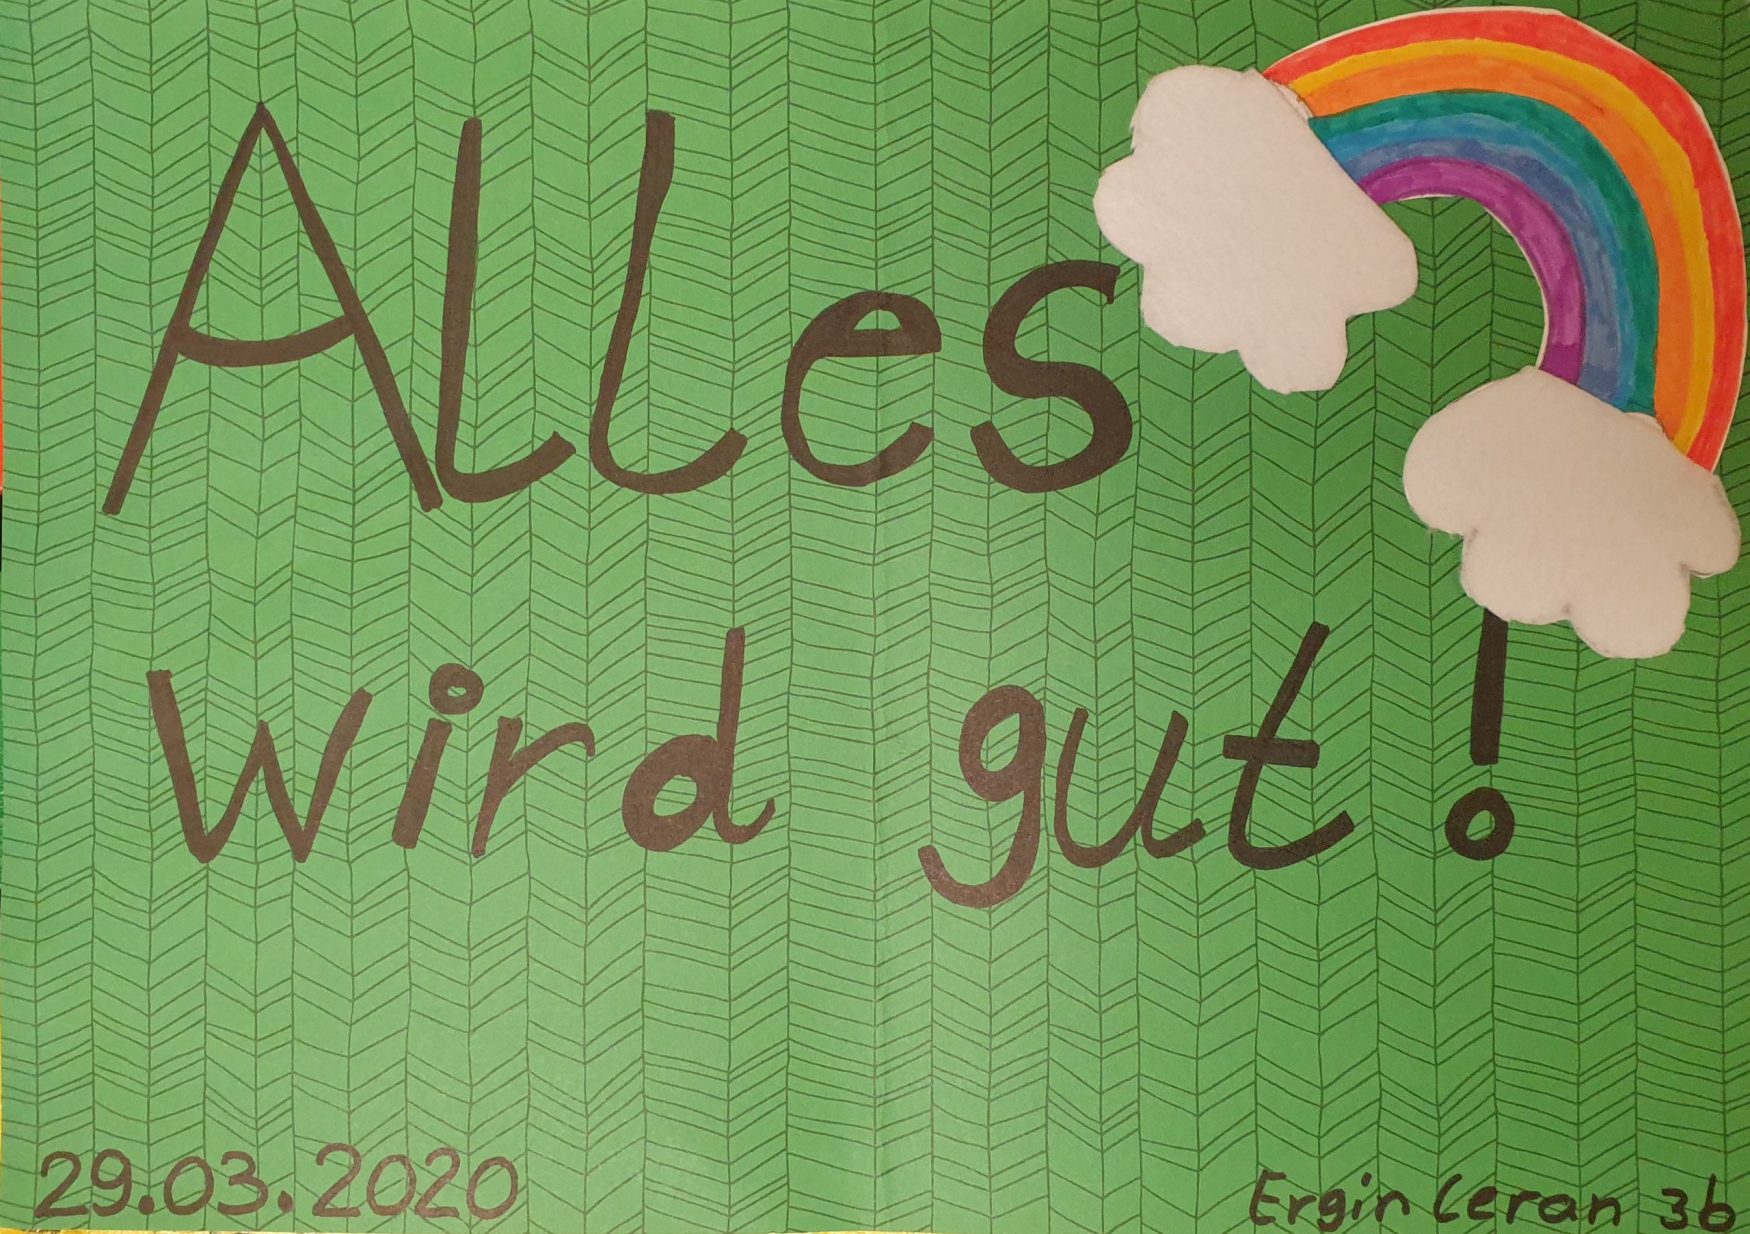 Alles
wird gut!
29.03.2020
Ergin Ceran 3b